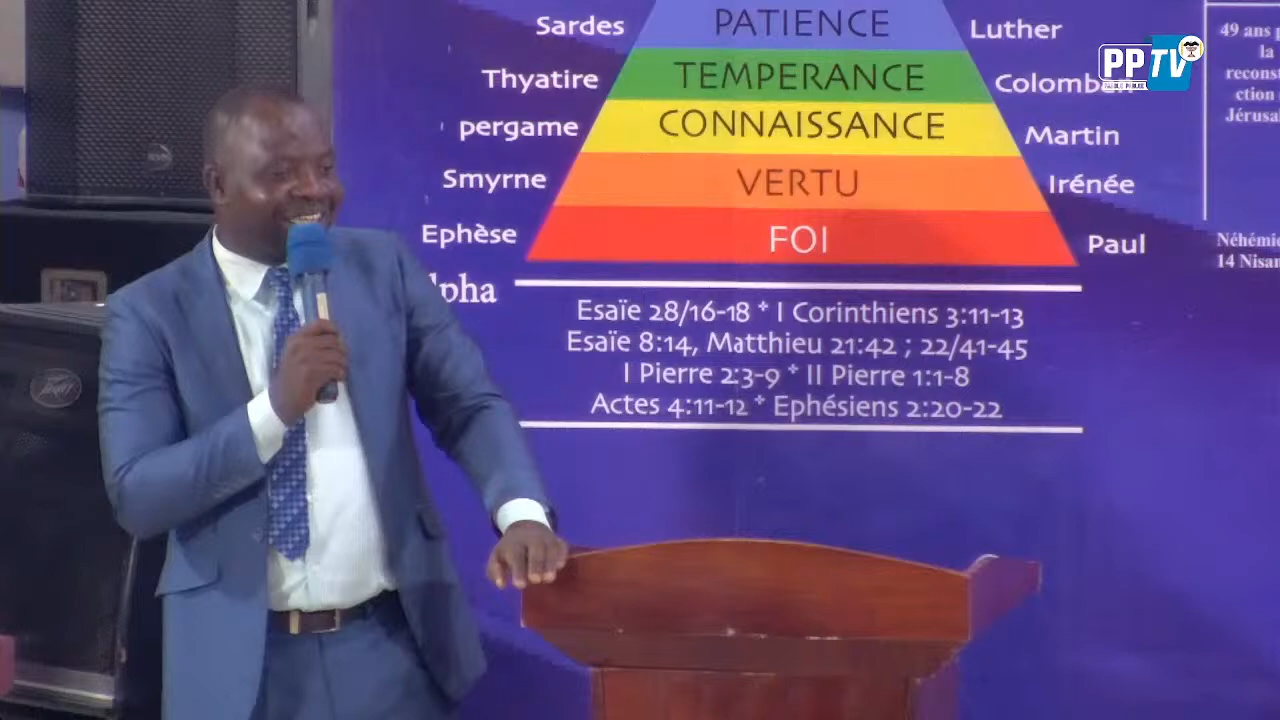 Sardes
PATIENCE
Luther
Thyatire
TEMPERANCE
pergame
CONNAISSANCE
Martin
Smyrne
VERTU
Irénée
Ephèse
FOI
Paul
Esaïe 28/16-18 * I Corinthiens 3:11-13
Esaïe 8:14, Matthieu 21:42 ; 22/41-45
I Pierre 2:3-9 * II Pierre 1:1-8
Actes 4:11-12 * Ephésiens 2:20-22
49 ans
la
ction
14 Nisan
PPTV
PEAVEY